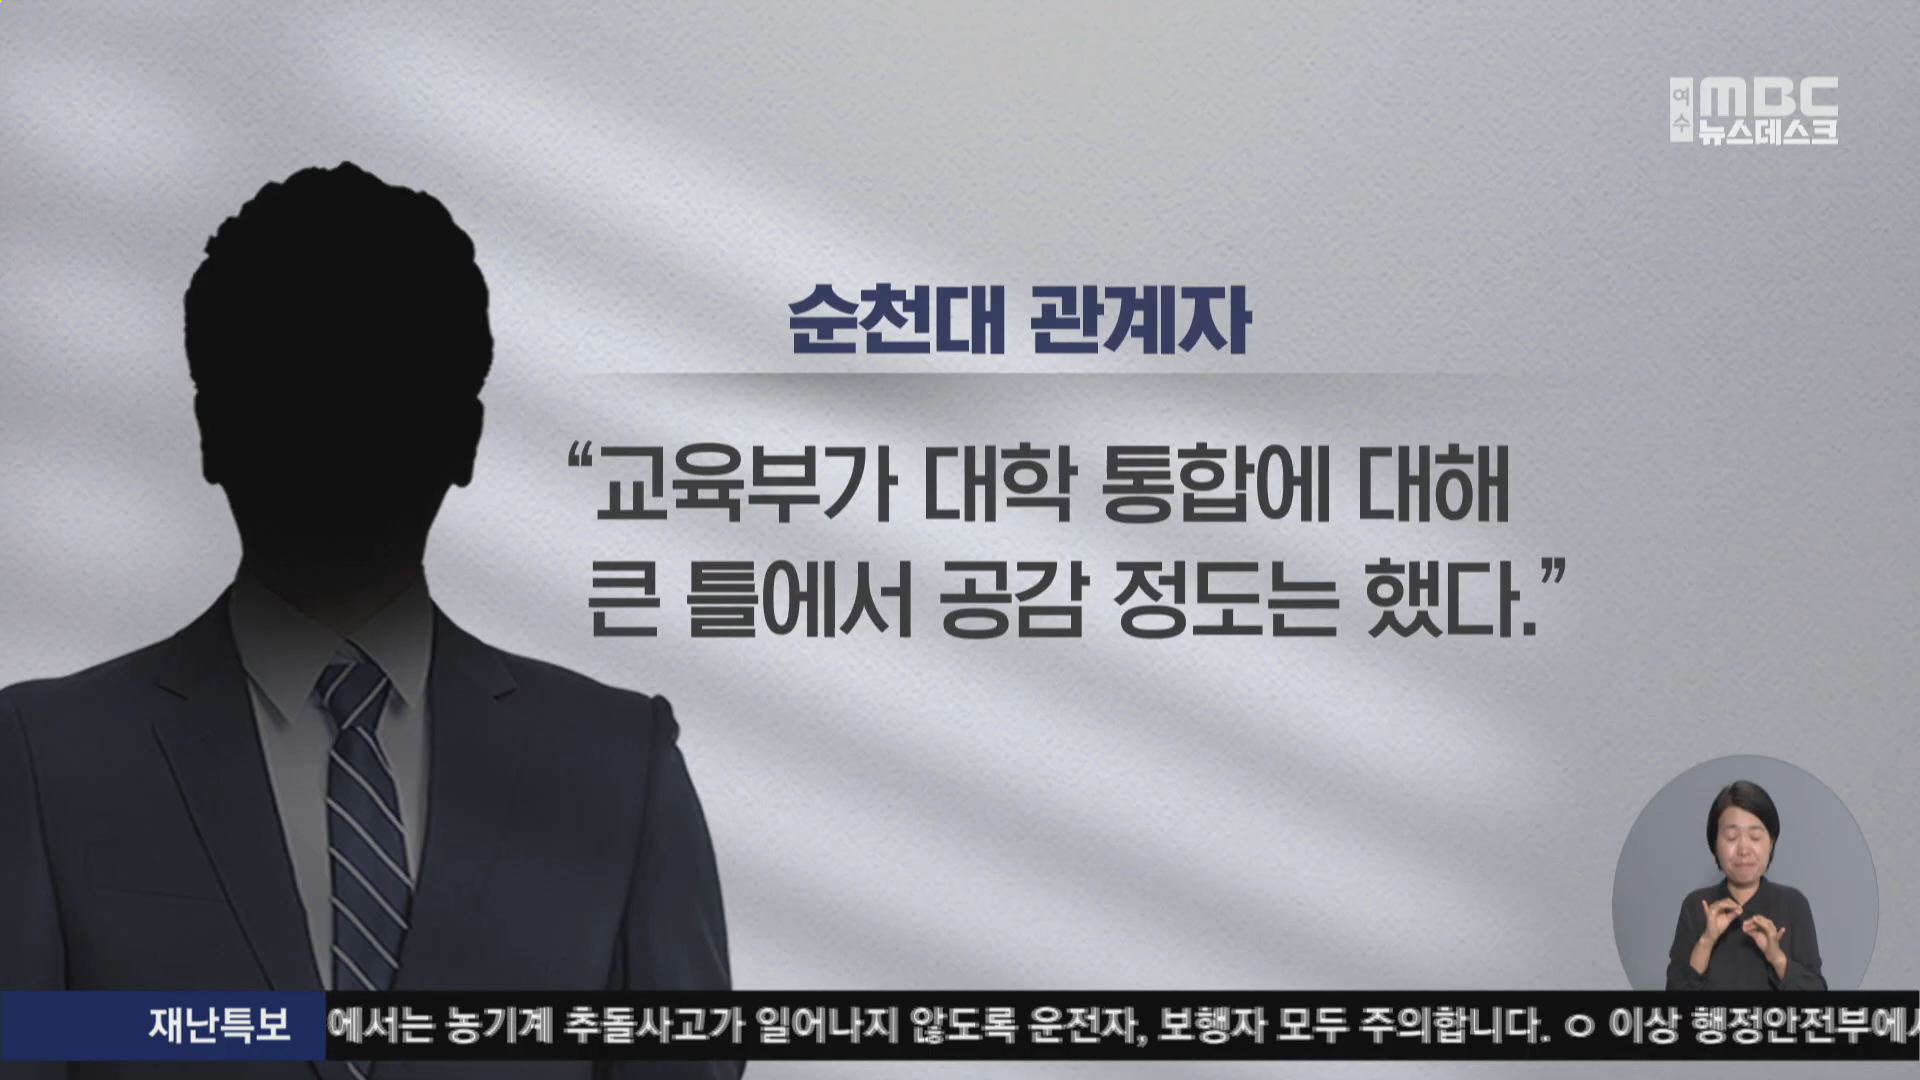 여수
MBC
뉴스데스크
순천대 관계자
“교육부가 대학 통합에 대해
큰 틀에서 공감 정도는 했다.”
재난특보
에서는 농기계 추돌사고가 일어나지 않도록 운전자, 보행자 모두 주의합니다. ㅇ 이상 행정안전부에서